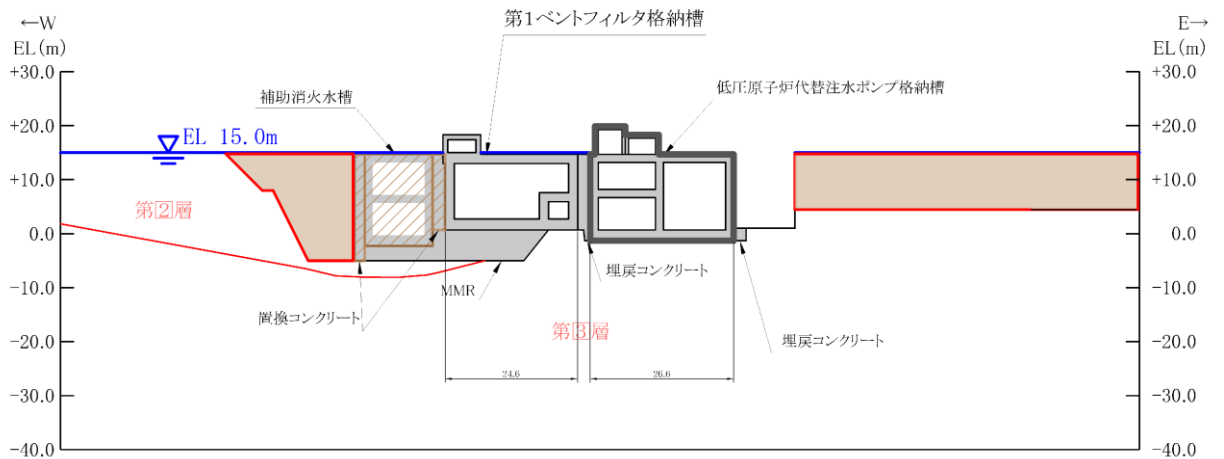 ←W
EL(m)
E→
EL(m)
第1ベントフィルタ格納槽
補助消火水槽
低圧原子炉代替注水ポンプ格納槽
EL 15.0m
+30.0
+20.0
+10.0
0.0
-10.0
-20.0
-30.0
-40.0
+30.0
+20.0
+10.0
0.0
-10.0
-20.0
-30.0
-40.0
第2層
埋戻コンクリート
MMR
置換コンクリート
第3層
埋戻コンクリート
24.6
26.6